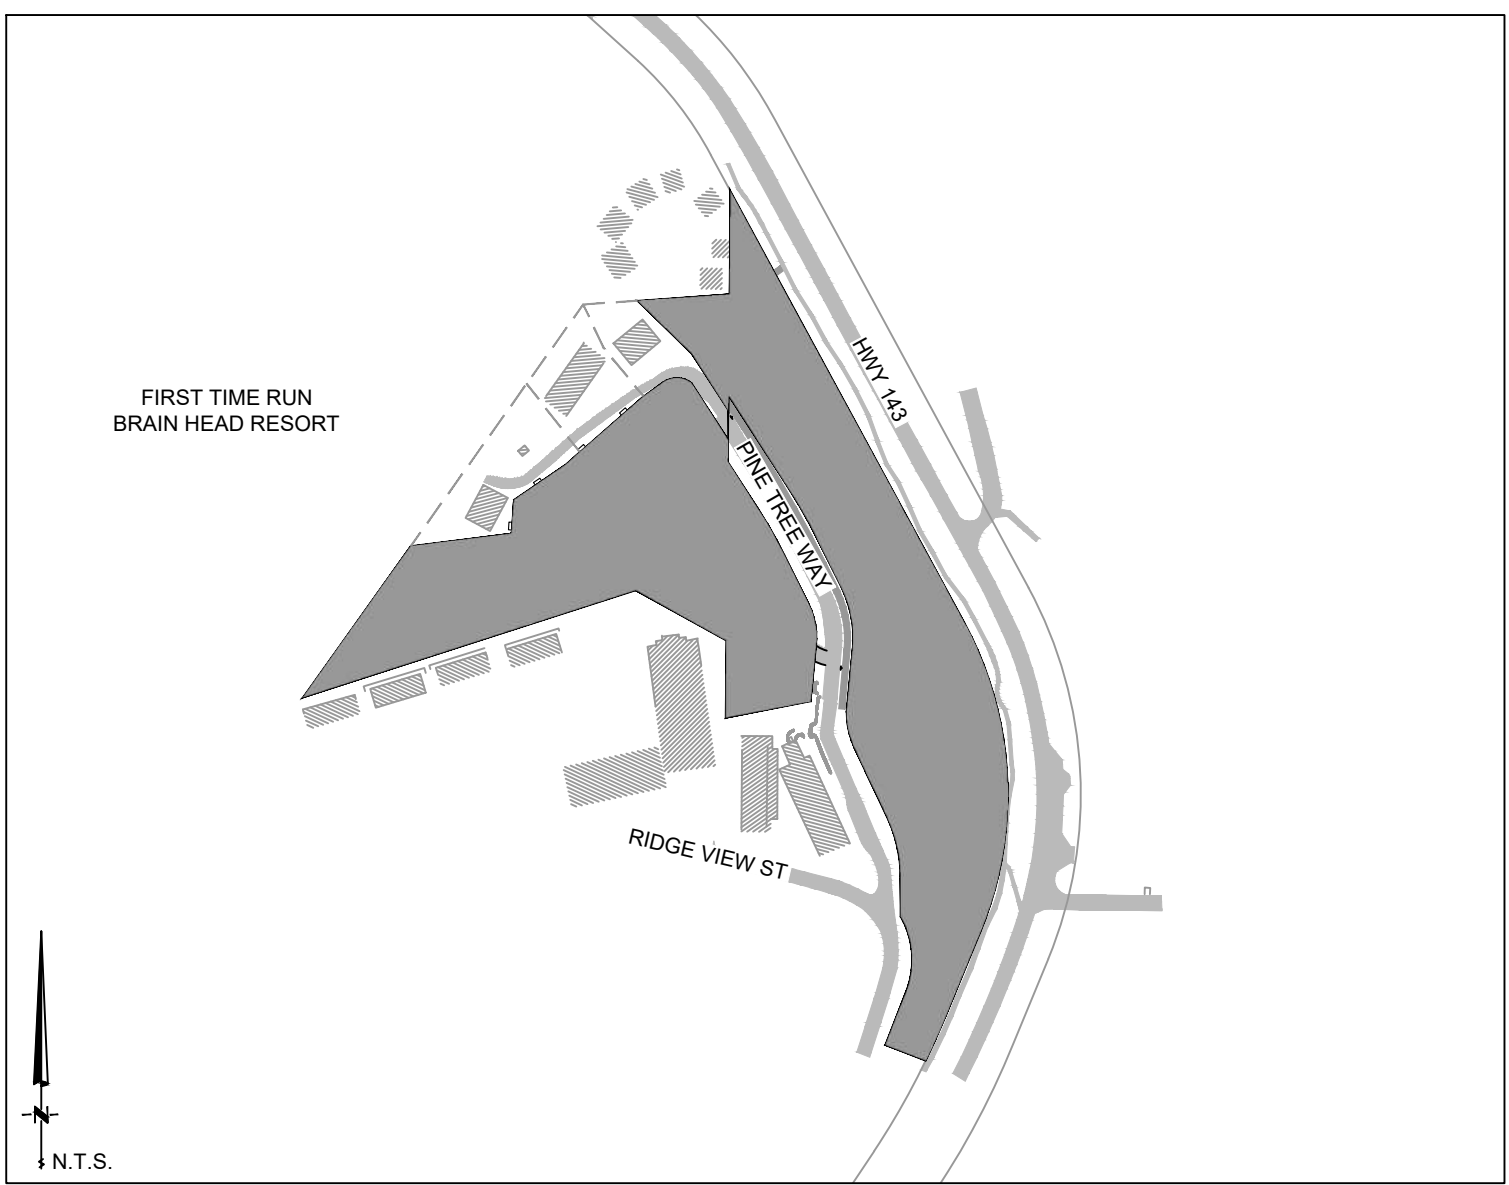 HWY 143
FIRST TIME RUN
BRAIN HEAD RESORT
PINE TREE WAY
RIDGE VIEW ST
N
N.T.S.